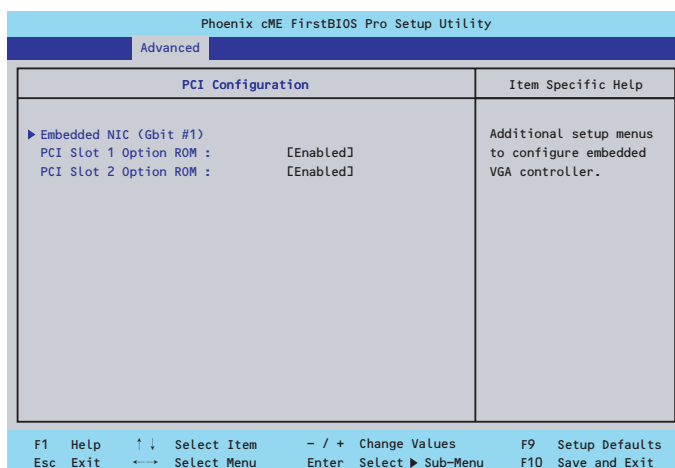 Phoenix cME FirstBIOS Pro Setup Utility
Advanced
PCI Configuration
Item Specific Help
▶ Embedded NIC (Gbit #1)
PCI Slot 1 Option ROM : [Enabled]
PCI Slot 2 Option ROM : [Enabled]
Additional setup menus
to configure embedded
VGA controller.
F1 Help ↑↓ Select Item - / + Change Values F9 Setup Defaults
Esc Exit ←→ Select Menu Enter Select ▶ Sub-Menu F10 Save and Exit